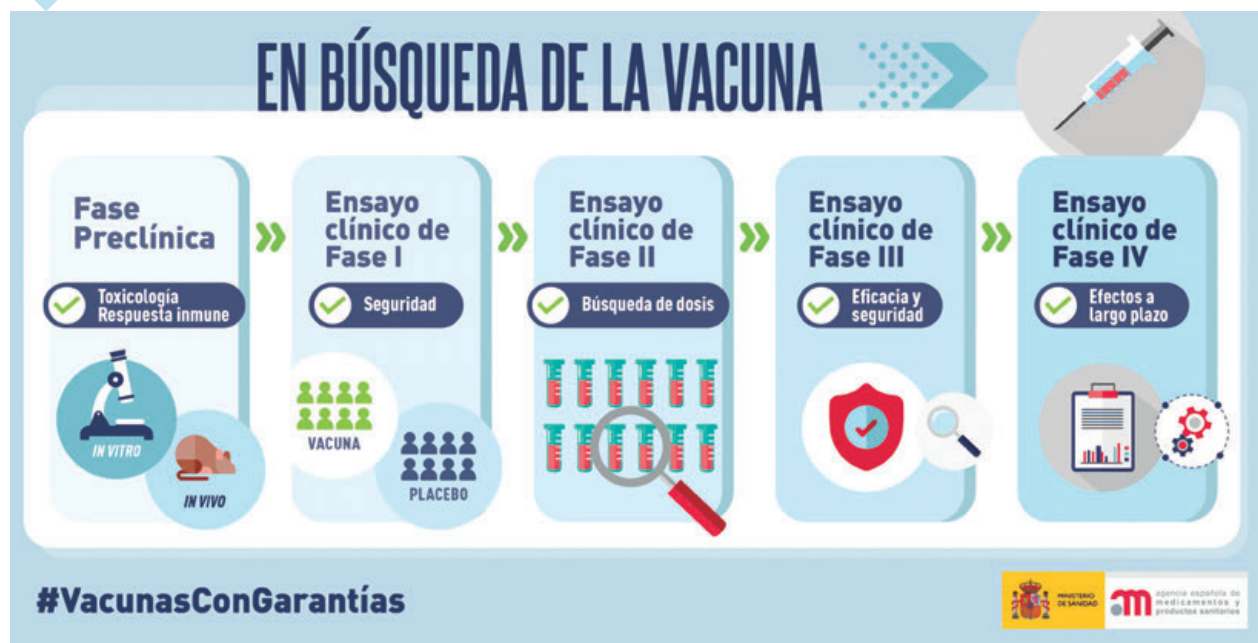 EN BÚSQUEDA DE LA VACUNA
Fase
Preclínica
Toxicología
Respuesta inmune
IN VITRO
IN VIVO
Ensayo
clínico de
Fase I
Seguridad
VACUNA
PLACEBO
Ensayo
clínico de
Fase II
Búsqueda de dosis
Ensayo
clínico de
Fase III
Eficacia y
seguridad
Ensayo
clínico de
Fase IV
Efectos a
largo plazo
#VacunasConGarantías
MINISTERIO
DE SANIDAD
am
agencia española de
medicamentos y
productos sanitarios